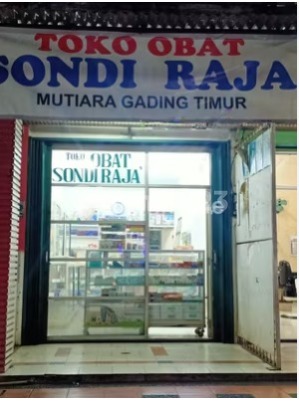 TOKO OBAT
SONDI RAJA
MUTIARA GADING TIMUR
TOKO OBAT
SONDI RAJA